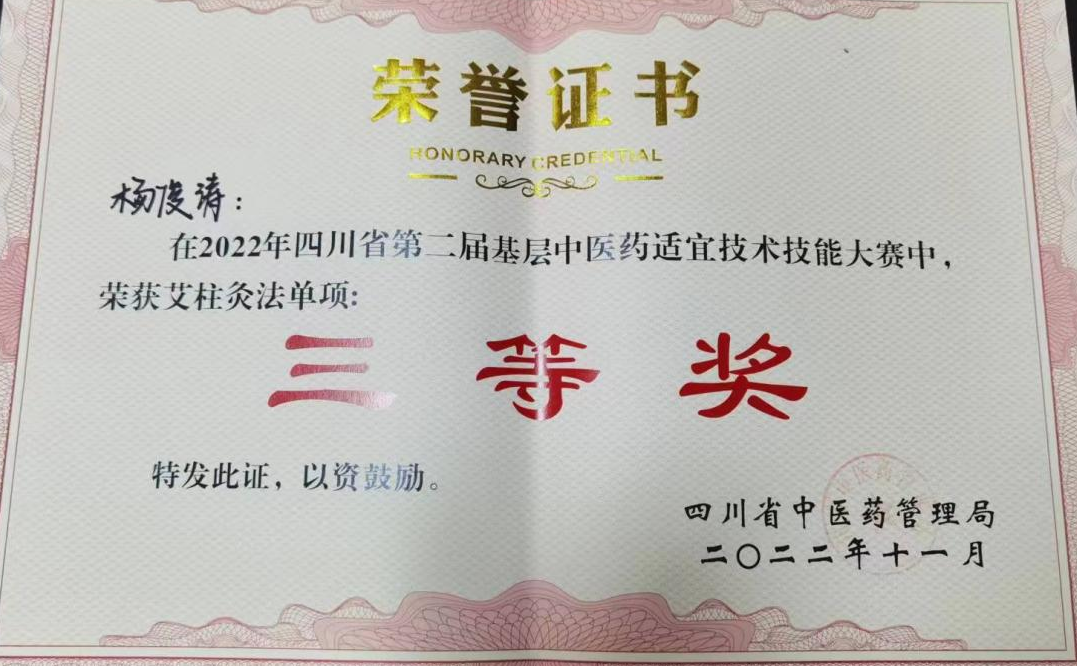 荣誉证书
HONORARY CREDENTIAL
杨俊涛：
在2022年四川省第二届基层中医药适宜技术技能大赛中，
荣获艾柱灸法单项:
三等奖
特发此证，以资鼓励。
四川省中医药管理局
二〇二二年十一月